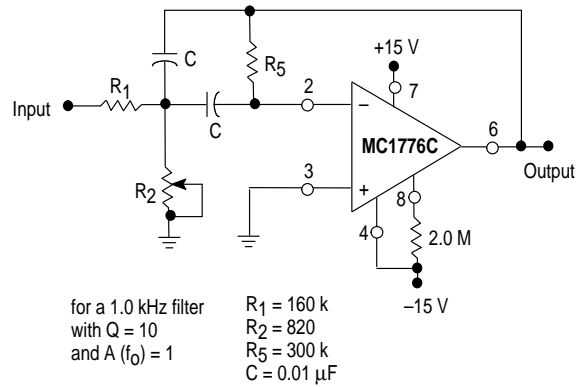 C
R5
+15 V
7
R1
2
Input
C
–
MC1776C
6
Output
3
+
R2
8
4
2.0 M
–15 V
for a 1.0 kHz filter
with Q = 10
and A (fo) = 1
R1 = 160 k
R2 = 820
R5 = 300 k
C = 0.01 µF